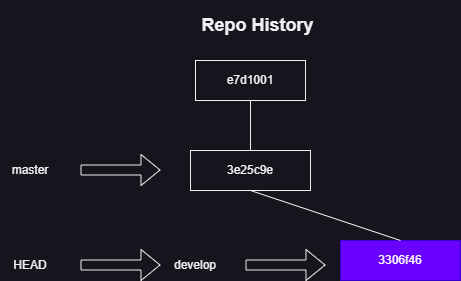 Repo History
e7d1001
master
3e25c9e
HEAD
develop
3306f46